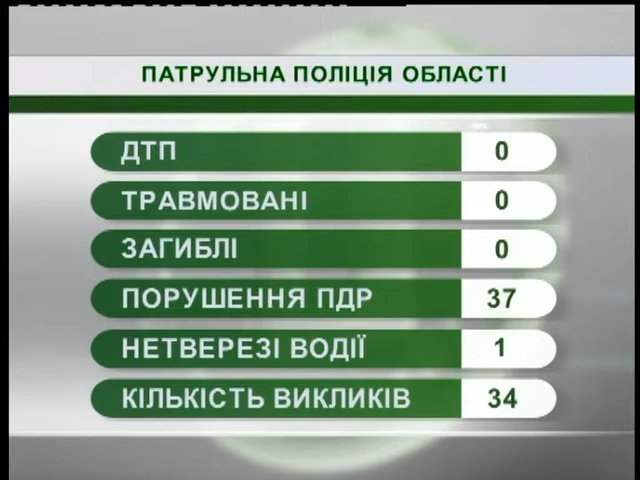 ПАТРУЛЬНА ПОЛІЦІЯ ОБЛАСТІ
ДТП 0
ТРАВМОВАНІ 0
ЗАГИБЛІ 0
ПОРУШЕННЯ ПДР 37
НЕТВЕРЕЗІ ВОДІЇ 1
КІЛЬКІСТЬ ВИКЛИКІВ 34